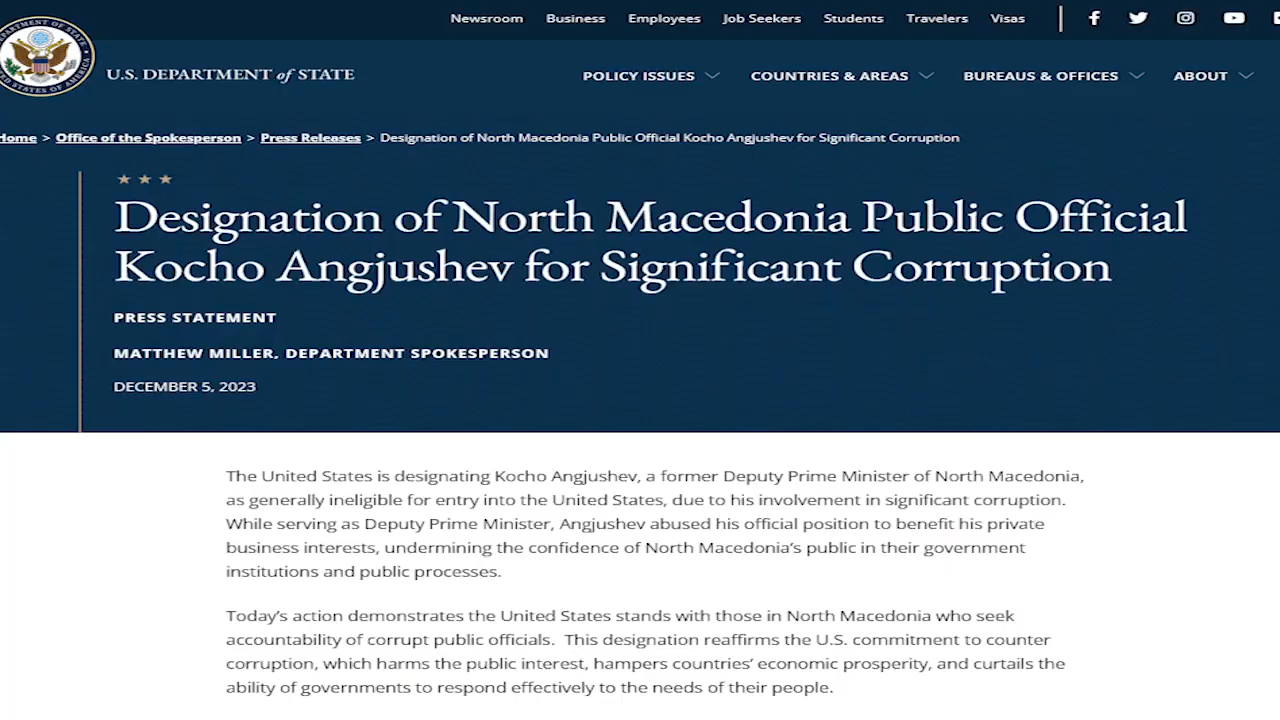 Newsroom Business Employees Job Seekers Students Travelers Visas
U.S. DEPARTMENT of STATE
POLICY ISSUES COUNTRIES & AREAS BUREAUS & OFFICES ABOUT
Home > Office of the Spokesperson > Press Releases > Designation of North Macedonia Public Official Kocho Angjushev for Significant Corruption
Designation of North Macedonia Public Official
Kocho Angjushev for Significant Corruption
PRESS STATEMENT
MATTHEW MILLER, DEPARTMENT SPOKESPERSON
DECEMBER 5, 2023
The United States is designating Kocho Angjushev, a former Deputy Prime Minister of North Macedonia,
as generally ineligible for entry into the United States, due to his involvement in significant corruption.
While serving as Deputy Prime Minister, Angjushev abused his official position to benefit his private
business interests, undermining the confidence of North Macedonia's public in their government
institutions and public processes.
Today's action demonstrates the United States stands with those in North Macedonia who seek
accountability of corrupt public officials.  This designation reaffirms the U.S. commitment to counter
corruption, which harms the public interest, hampers countries' economic prosperity, and curtails the
ability of governments to respond effectively to the needs of their people.